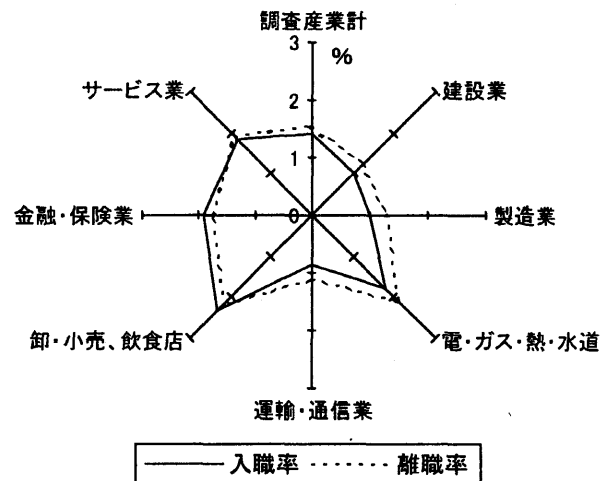 調査産業計
3
%
サービス業
建設業
2
1
金融・保険業
0
製造業
卸・小売、飲食店
電・ガス・熱・水道
運輸・通信業
入職率
離職率